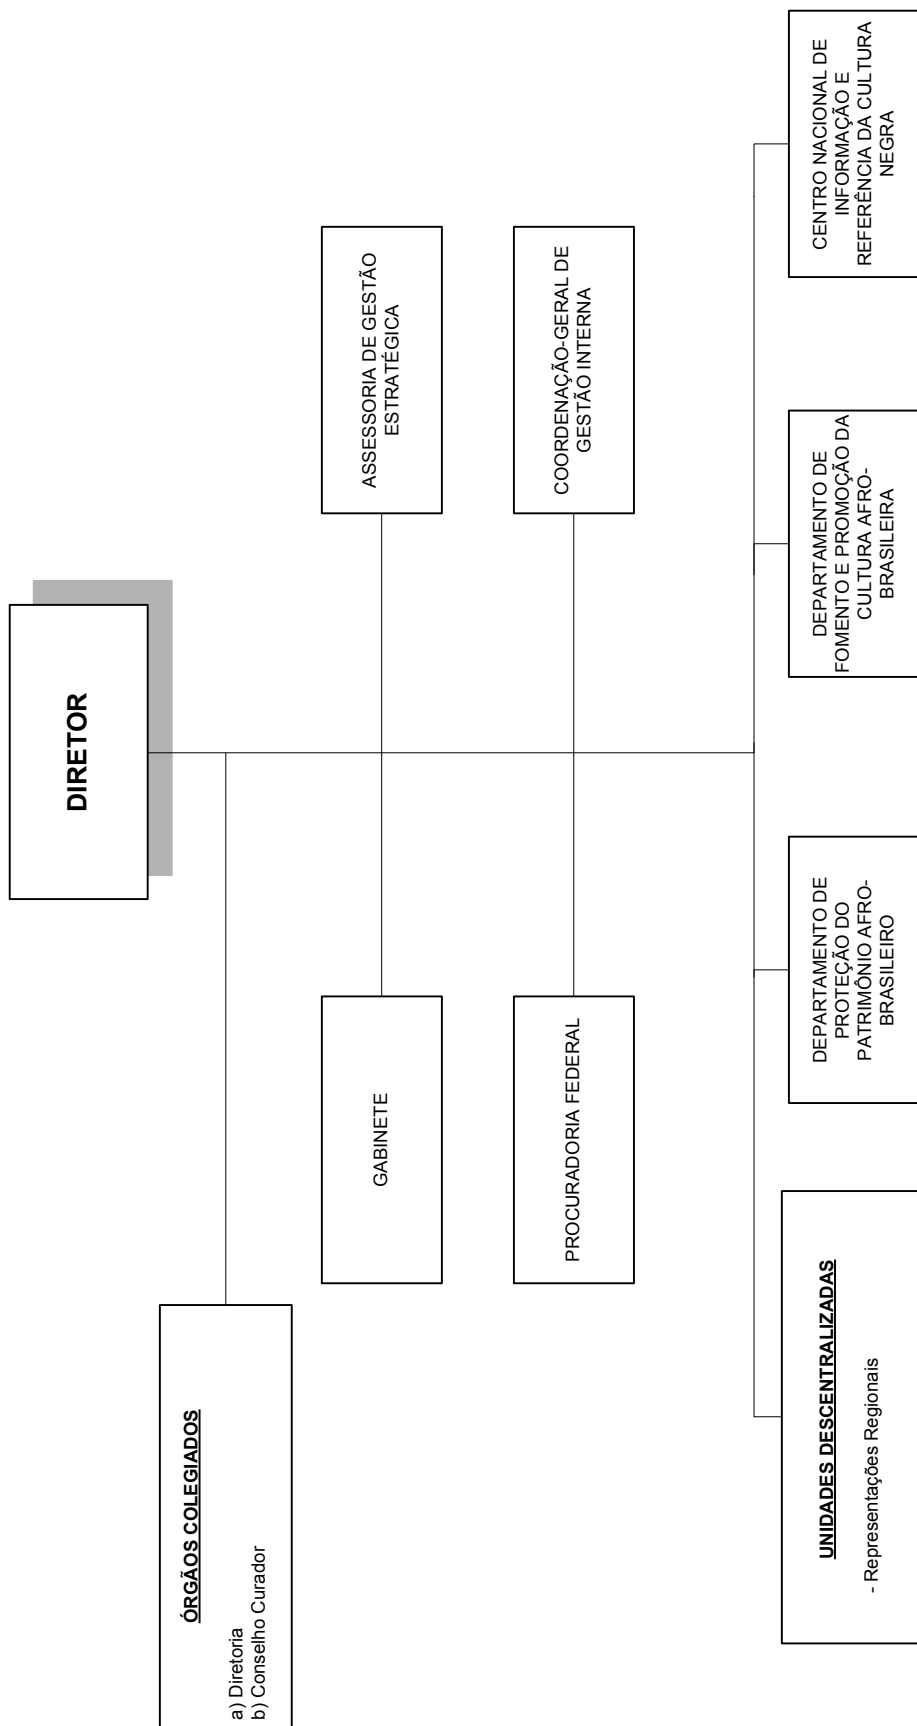 DIRETOR
ÓRGÃOS COLEGIADOS
a) Diretoria
b) Conselho Curador
GABINETE
ASSESSORIA DE GESTÃO
ESTRATÉGICA
PROCURADORIA FEDERAL
COORDENAÇÃO-GERAL DE
GESTÃO INTERNA
UNIDADES DESCENTRALIZADAS
- Representações Regionais
DEPARTAMENTO DE
PROTEÇÃO DO
PATRIMÔNIO AFRO-
BRASILEIRO
DEPARTAMENTO DE
FOMENTO E PROMOÇÃO DA
CULTURA AFRO-
BRASILEIRA
CENTRO NACIONAL DE
INFORMAÇÃO E
REFERÊNCIA DA CULTURA
NEGRA